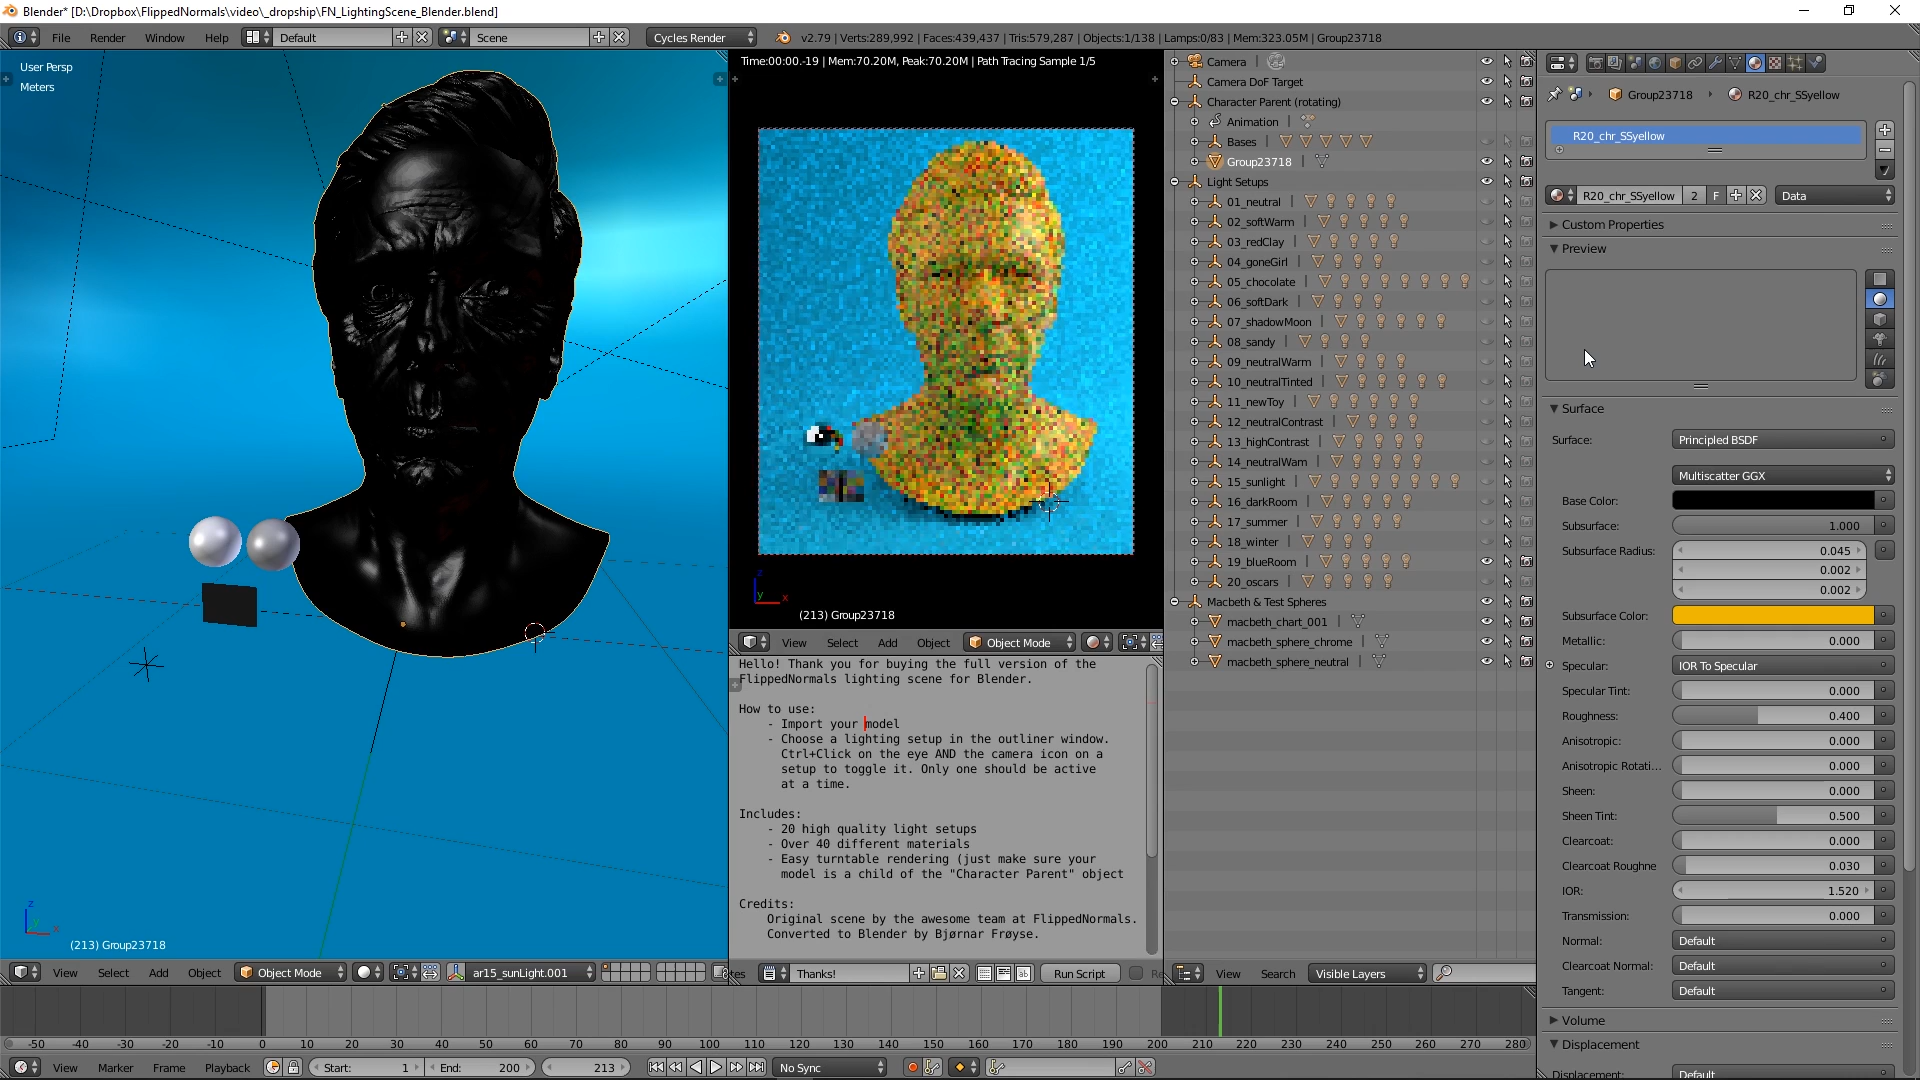 Blender* [D:\Dropbox\FlippedNormals\video\_dropship\FN_LightingScene_Blender.blend]
File Render Window Help Default Scene Cycles Render v2.79 | Verts:289,992 | Faces:439,437 | Tris:579,287 | Objects:1/138 | Lamps:0/83 | Mem:323.05M | Group23718
User Persp
Meters
(213) Group23718
View Select Add Object Object Mode ar15_sunLight.001
Time:00:00.-19 | Mem:70.20M, Peak:70.20M | Path Tracing Sample 1/5
(213) Group23718
View Select Add Object Object Mode
Hello! Thank you for buying the full version of the
FlippedNormals lighting scene for Blender.
How to use:
- Import your model
- Choose a lighting setup in the outliner window.
Ctrl+Click on the eye AND the camera icon on a
setup to toggle it. Only one should be active
at a time.
Includes:
- 20 high quality light setups
- Over 40 different materials
- Easy turntable rendering (just make sure your
model is a child of the "Character Parent" object
Credits:
Original scene by the awesome team at FlippedNormals.
Converted to Blender by Bjørnar Frøyse.
tes Thanks! Run Script Re
Camera
Camera DoF Target
Character Parent (rotating)
Animation
Bases
Group23718
Light Setups
01_neutral
02_softWarm
03_redClay
04_goneGirl
05_chocolate
06_softDark
07_shadowMoon
08_sandy
09_neutralWarm
10_neutralTinted
11_newToy
12_neutralContrast
13_highContrast
14_neutralWam
15_sunlight
16_darkRoom
17_summer
18_winter
19_blueRoom
20_oscars
Macbeth & Test Spheres
macbeth_chart_001
macbeth_sphere_chrome
macbeth_sphere_neutral
View Search Visible Layers
Group23718 R20_chr_SSyellow
R20_chr_SSyellow
R20_chr_SSyellow 2 F Data
Custom Properties
Preview
Surface
Surface: Principled BSDF
Multiscatter GGX
Base Color:
Subsurface: 1.000
Subsurface Radius: 0.045
0.002
0.002
Subsurface Color:
Metallic: 0.000
Specular: IOR To Specular
Specular Tint: 0.000
Roughness: 0.400
Anisotropic: 0.000
Anisotropic Rotati... 0.000
Sheen: 0.000
Sheen Tint: 0.500
Clearcoat: 0.000
Clearcoat Roughne 0.030
IOR: 1.520
Transmission: 0.000
Normal: Default
Clearcoat Normal: Default
Tangent: Default
Volume
Displacement
Displacement: Default
-50 -40 -30 -20 -10 0 10 20 30 40 50 60 70 80 90 100 110 120 130 140 150 160 170 180 190 200 210 220 230 240 250 260 270 280
View Marker Frame Playback Start: 1 End: 200 213 No Sync